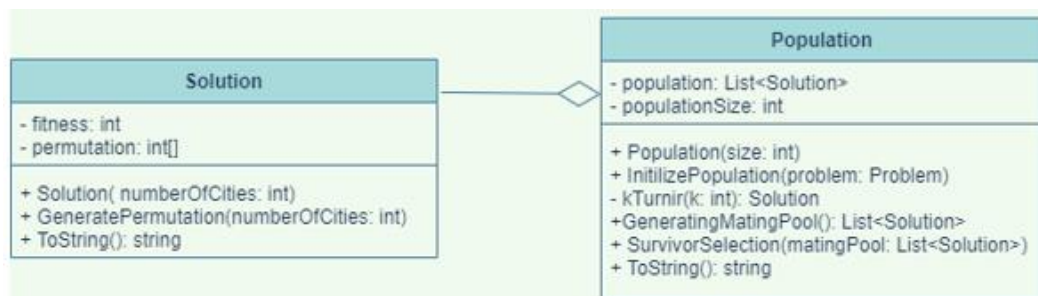 Solution
- fitness: int
- permutation: int[]
+ Solution( numberOfCities: int)
+ GeneratePermutation(numberOfCities: int)
+ ToString(): string
Population
- population: List<Solution>
- populationSize: int
+ Population(size: int)
+ InitilizePopulation(problem: Problem)
- kTurnir(k: int): Solution
+GeneratingMatingPool(): List<Solution>
+ SurvivorSelection(matingPool: List<Solution>)
+ ToString(): string